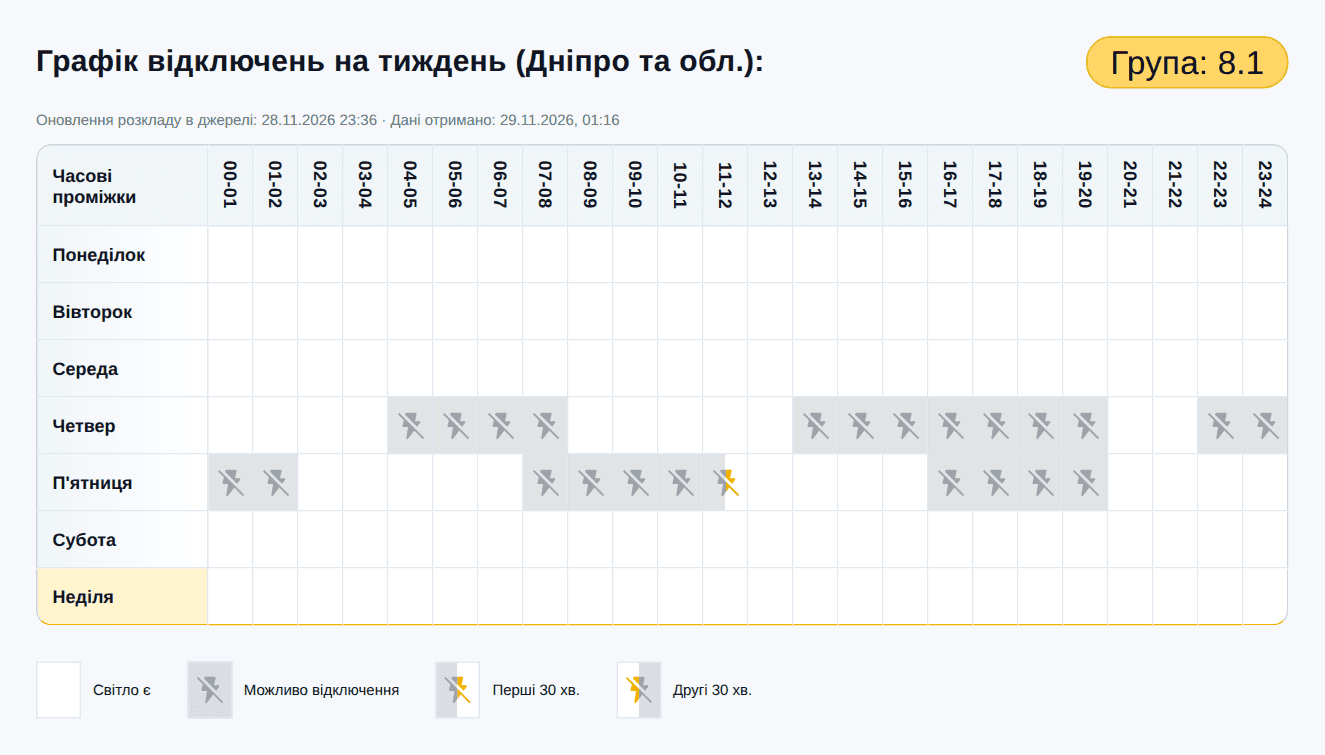 Графік відключень на тиждень (Дніпро та обл.):
Група: 8.1
Оновлення розкладу в джерелі: 28.11.2026 23:36 · Дані отримано: 29.11.2026, 01:16
Часові
проміжки
00-01 01-02 02-03 03-04 04-05 05-06 06-07 07-08 08-09 09-10 10-11 11-12 12-13 13-14 14-15 15-16 16-17 17-18 18-19 19-20 20-21 21-22 22-23 23-24
Понеділок
Вівторок
Середа
Четвер
П'ятниця
Субота
Неділя
Світло є
Можливо відключення
Перші 30 хв.
Другі 30 хв.